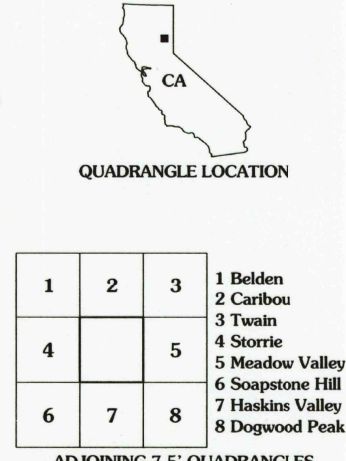 CA
QUADRANGLE LOCATION
1 2 3
4 5
6 7 8
1 Belden
2 Caribou
3 Twain
4 Storrie
5 Meadow Valley
6 Soapstone Hill
7 Haskins Valley
8 Dogwood Peak
ADJOINING 7.5' QUADRANGLES